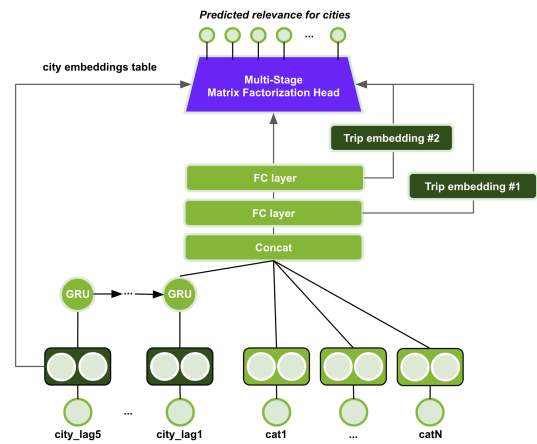 Predicted relevance for cities
...
city embeddings table
Multi-Stage
Matrix Factorization Head
Trip embedding #2
FC layer
Trip embedding #1
FC layer
Concat
GRU
...
GRU
city_lag5
...
city_lag1
cat1
...
catN